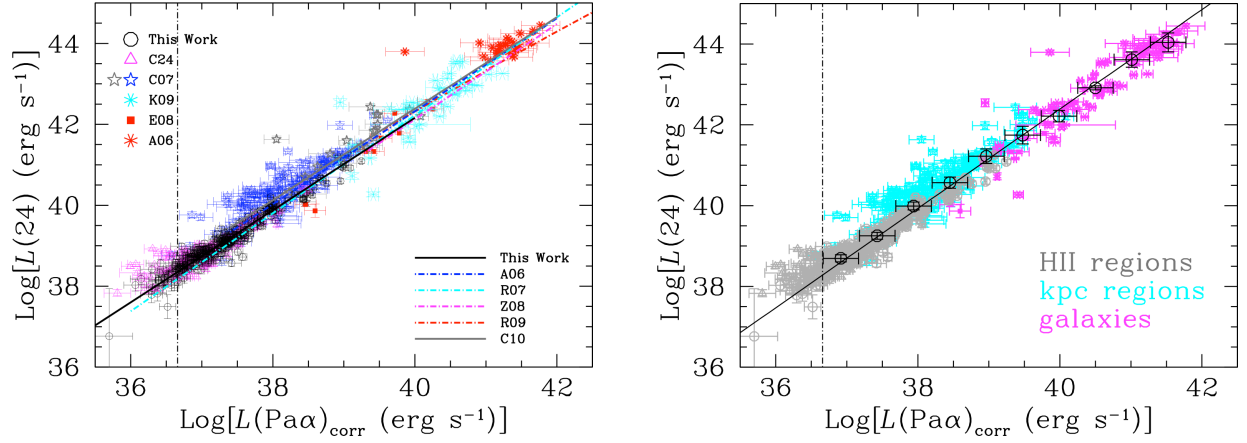 44
42
40
38
36
Log[L(24) (erg s⁻¹)]
This Work
C24
C07
K09
E08
A06
This Work
A06
R07
Z08
R09
C10
36 38 40 42
Log[L(Paα)corr (erg s⁻¹)]
44
42
40
38
36
Log[L(24) (erg s⁻¹)]
HII regions
kpc regions
galaxies
36 38 40 42
Log[L(Paα)corr (erg s⁻¹)]